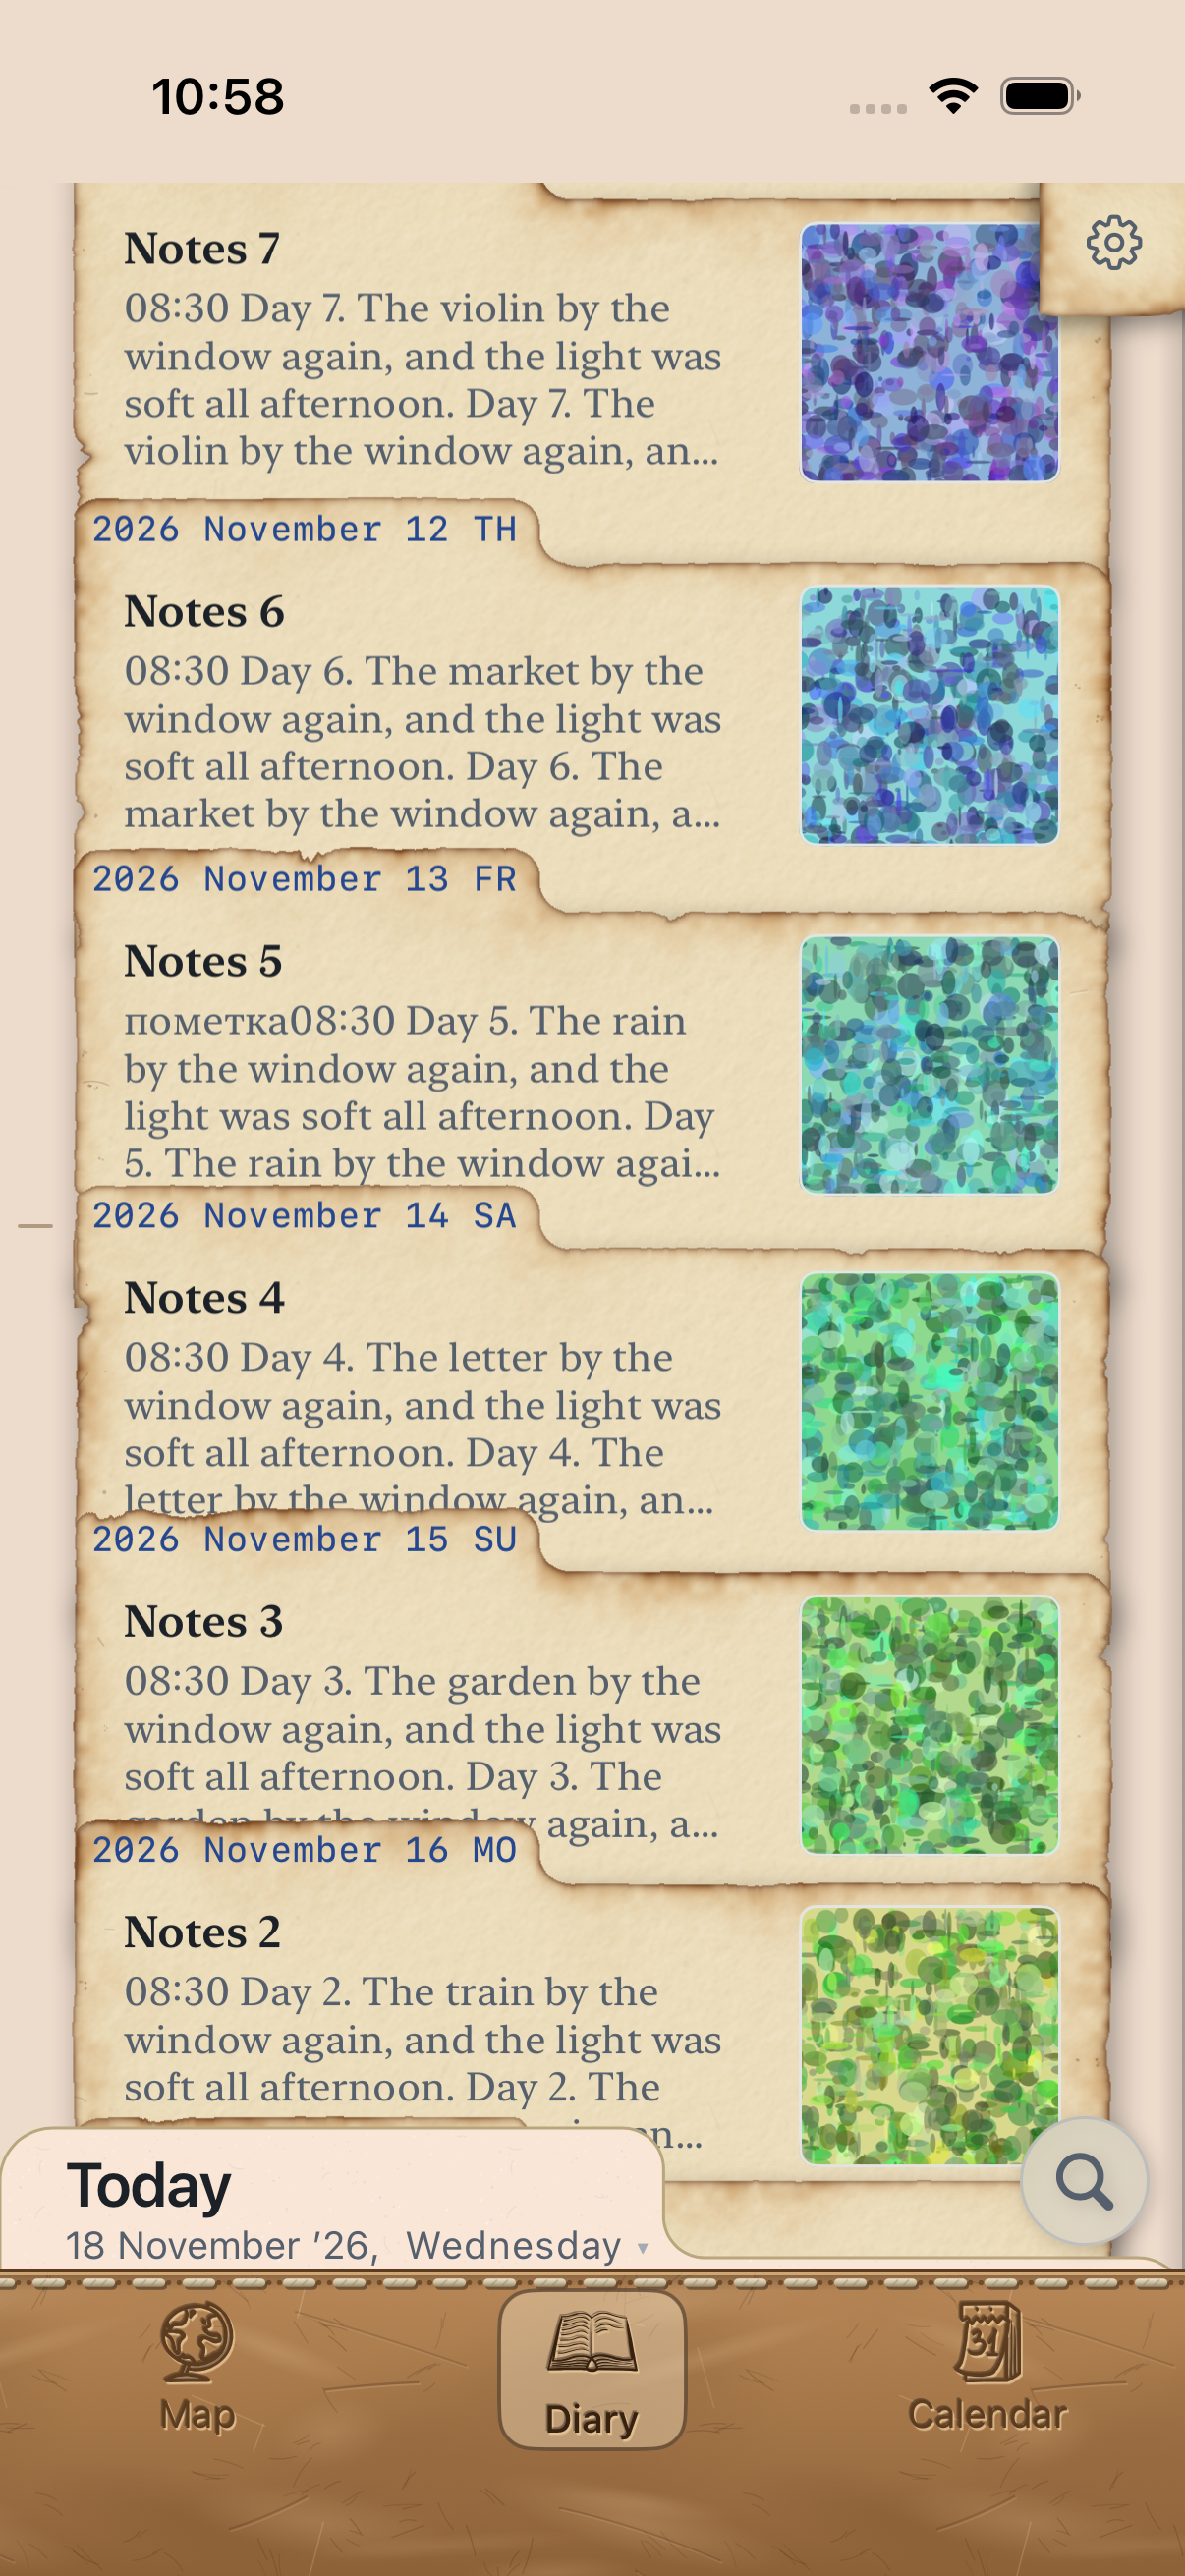 10:58
Notes 7
08:30 Day 7. The violin by the
window again, and the light was
soft all afternoon. Day 7. The
violin by the window again, an...
2026 November 12 TH
Notes 6
08:30 Day 6. The market by the
window again, and the light was
soft all afternoon. Day 6. The
market by the window again, a...
2026 November 13 FR
Notes 5
пометка08:30 Day 5. The rain
by the window again, and the
light was soft all afternoon. Day
5. The rain by the window agai...
2026 November 14 SA
Notes 4
08:30 Day 4. The letter by the
window again, and the light was
soft all afternoon. Day 4. The
letter by the window again, an...
2026 November 15 SU
Notes 3
08:30 Day 3. The garden by the
window again, and the light was
soft all afternoon. Day 3. The
garden by the window again, a...
2026 November 16 MO
Notes 2
08:30 Day 2. The train by the
window again, and the light was
soft all afternoon. Day 2. The
Today
18 November ’26, Wednesday
Map
Diary
31
Calendar